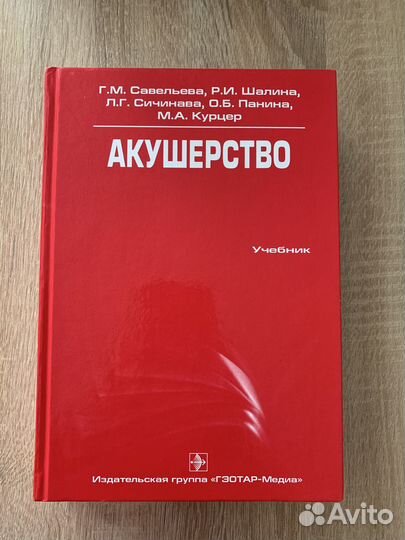 Г.М. Савельева, Р.И. Шалина,
Л.Г. Сичинава, О.Б. Панина,
М.А. Курцер
АКУШЕРСТВО
Учебник
Издательская группа «ГЭОТАР-Медиа»
Avito